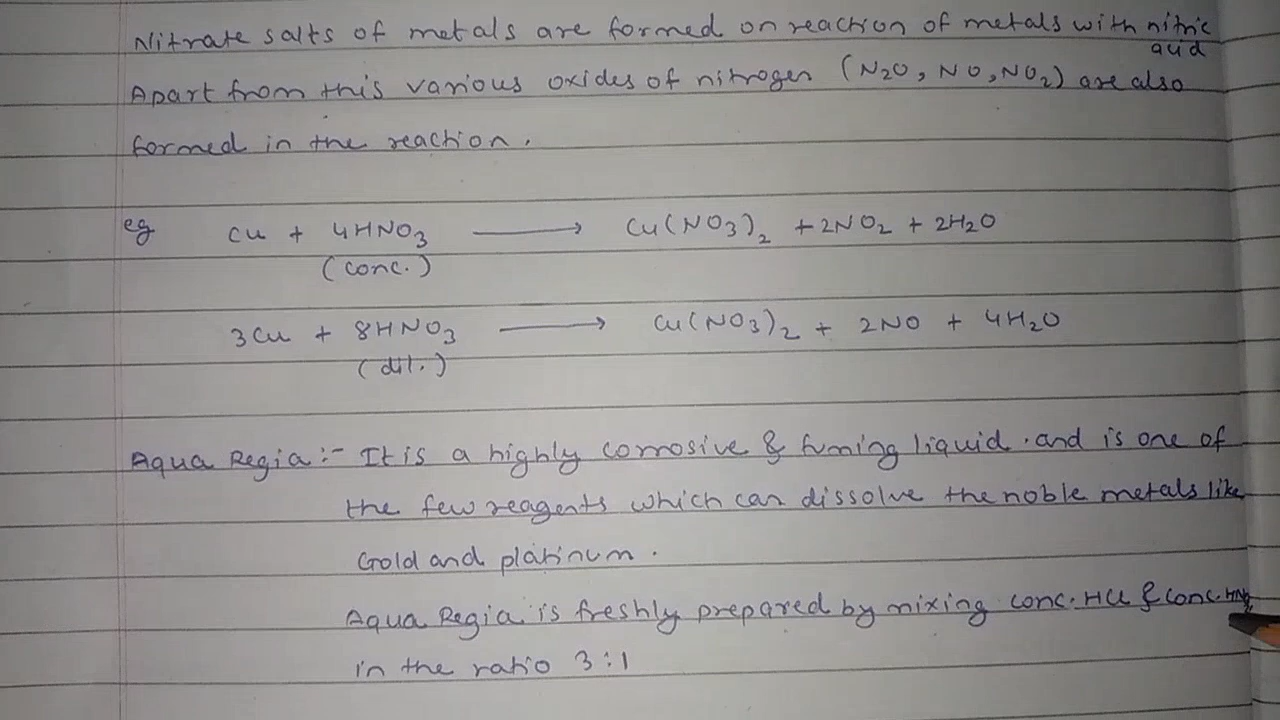 Nitrate salts of metals are formed on reaction of metals with nitric
acid
Apart from this various oxides of nitrogen (N2O, NO, NO2) are also
formed in the reaction.
eg Cu + 4HNO3 ⟶ Cu(NO3)2 + 2NO2 + 2H2O
(conc.)
3Cu + 8HNO3 ⟶ Cu(NO3)2 + 2NO + 4H2O
(dil.)
Aqua Regia:- It is a highly corrosive & fuming liquid. and is one of
the few reagents which can dissolve the noble metals like
Gold and platinum.
Aqua Regia is freshly prepared by mixing conc. HCl & conc. HNO3
in the ratio 3:1